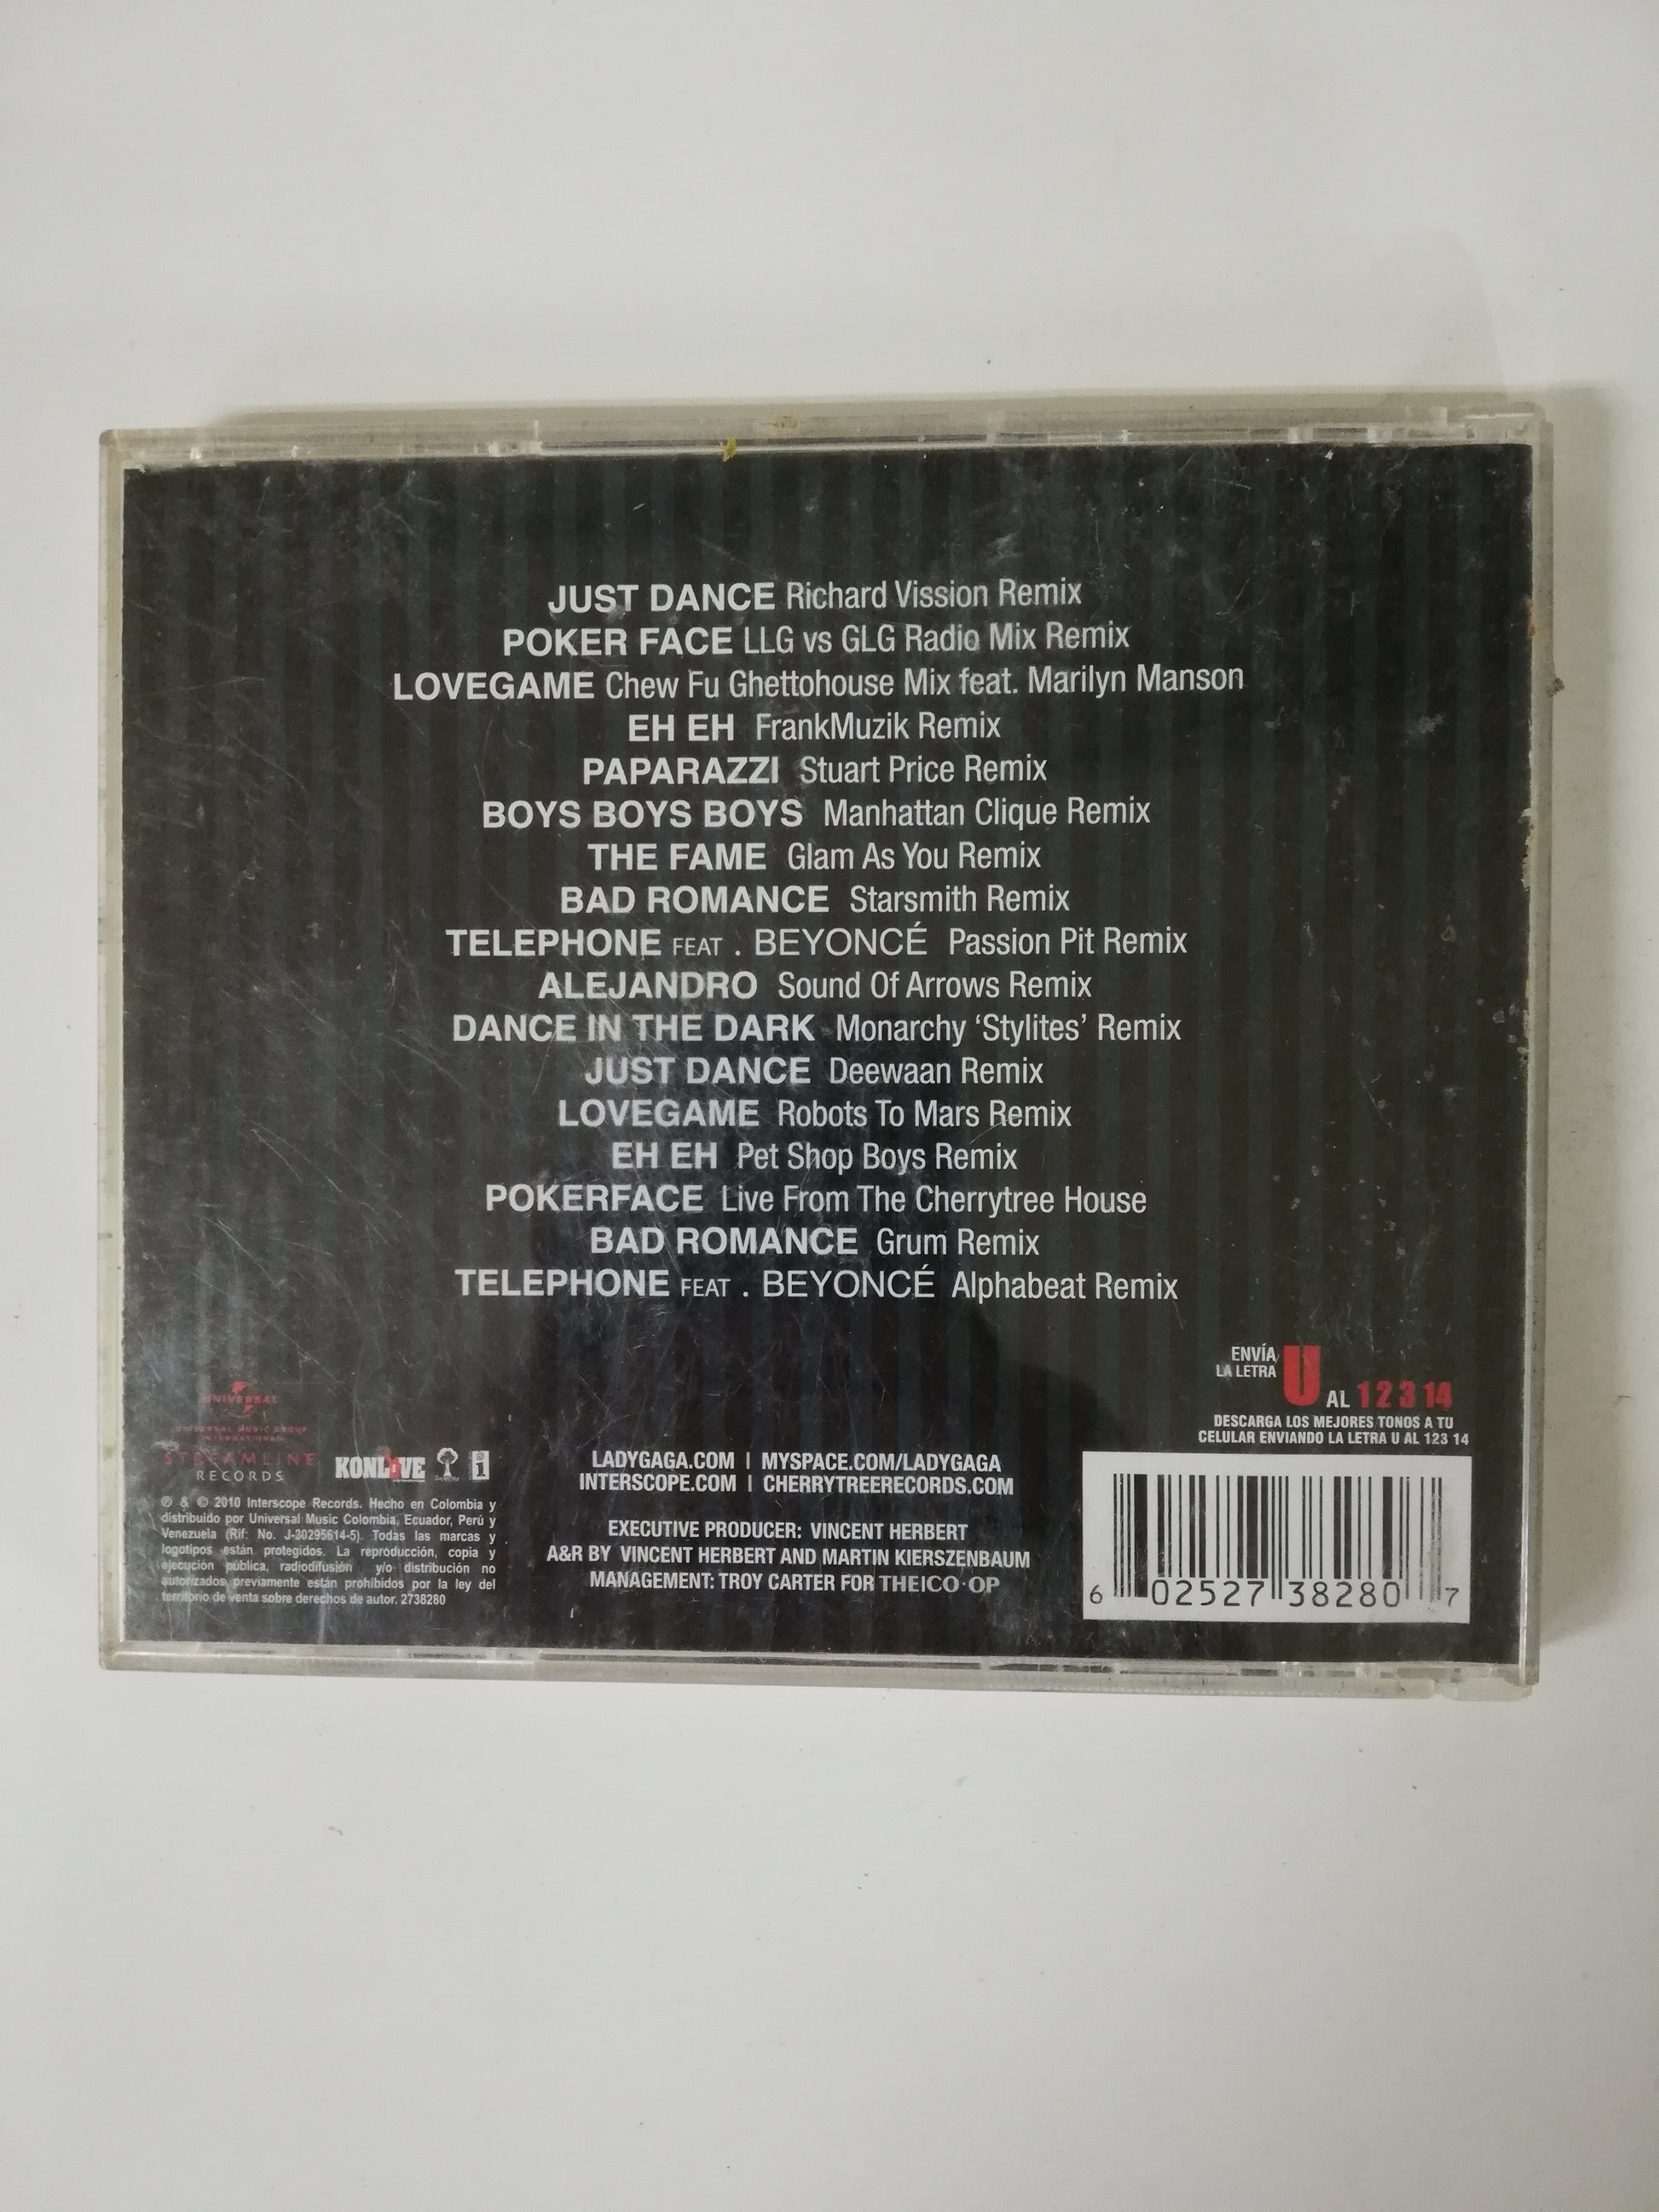 JUST DANCE Richard Vission Remix
POKER FACE LLG vs GLG Radio Mix Remix
LOVEGAME Chew Fu Ghettohouse Mix feat. Marilyn Manson
EH EH FrankMuzik Remix
PAPARAZZI Stuart Price Remix
BOYS BOYS BOYS Manhattan Clique Remix
THE FAME Glam As You Remix
BAD ROMANCE Starsmith Remix
TELEPHONE FEAT . BEYONCÉ Passion Pit Remix
ALEJANDRO Sound Of Arrows Remix
DANCE IN THE DARK Monarchy ‘Stylites’ Remix
JUST DANCE Deewaan Remix
LOVEGAME Robots To Mars Remix
EH EH Pet Shop Boys Remix
POKERFACE Live From The Cherrytree House
BAD ROMANCE Grum Remix
TELEPHONE FEAT . BEYONCÉ Alphabeat Remix
UNIVERSAL
UNIVERSAL MUSIC GROUP
INTERNATIONAL
STREAMLINE
RECORDS
KONLIVE
i
℗ & © 2010 Interscope Records. Hecho en Colombia y
distribuido por Universal Music Colombia, Ecuador, Perú y
Venezuela (Rif: No. J-30295614-5). Todas las marcas y
logotipos están protegidos. La reproducción, copia y
ejecución pública, radiodifusión y/o distribución no
autorizados previamente están prohibidos por la ley del
territorio de venta sobre derechos de autor. 2738280
LADYGAGA.COM | MYSPACE.COM/LADYGAGA
INTERSCOPE.COM | CHERRYTREERECORDS.COM
EXECUTIVE PRODUCER: VINCENT HERBERT
A&R BY VINCENT HERBERT AND MARTIN KIERSZENBAUM
MANAGEMENT: TROY CARTER FOR THE|CO·OP
ENVÍA
LA LETRA U AL 1 2 3 14
DESCARGA LOS MEJORES TONOS A TU
CELULAR ENVIANDO LA LETRA U AL 123 14
6 02527 38280 7